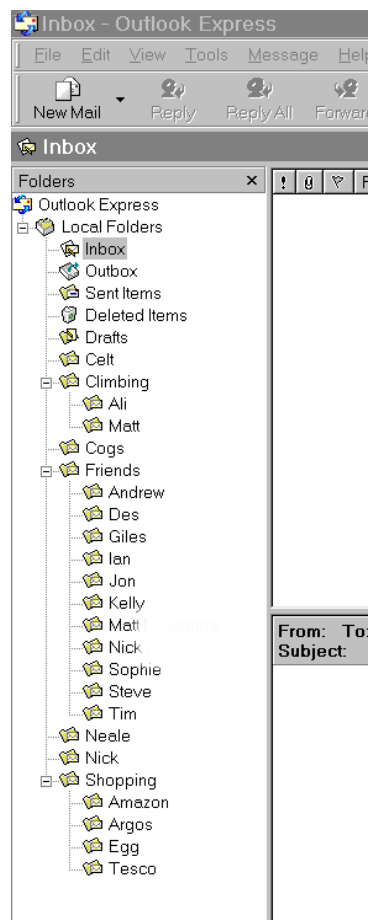 Inbox - Outlook Express
File Edit View Tools Message Help
New Mail Reply Reply All Forward
Inbox
Folders × ! F
Outlook Express
Local Folders
Inbox
Outbox
Sent Items
Deleted Items
Drafts
Celt
Climbing
Ali
Matt
Cogs
Friends
Andrew
Des
Giles
Ian
Jon
Kelly
Matt
Nick
Sophie
Steve
Tim
Neale
Nick
Shopping
Amazon
Argos
Egg
Tesco
From: To:
Subject: